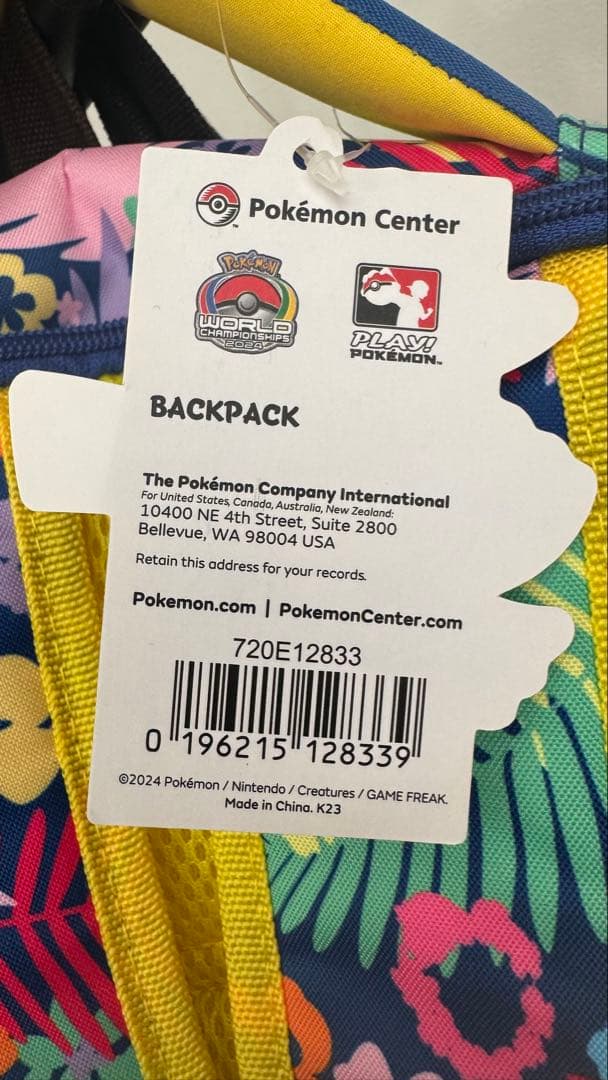 Pokémon Center
POKÉMON
WORLD
CHAMPIONSHIPS
2024
PLAY!
POKÉMON™
BACKPACK
The Pokémon Company International
For United States, Canada, Australia, New Zealand:
10400 NE 4th Street, Suite 2800
Bellevue, WA 98004 USA
Retain this address for your records.
Pokemon.com | PokemonCenter.com
720E12833
0 196215 128339
©2024 Pokémon / Nintendo / Creatures / GAME FREAK.
Made in China. K23